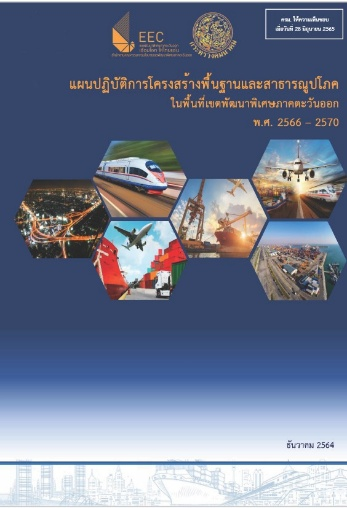 ครม. ให้ความเห็นชอบ
เมื่อวันที่ 28 มิถุนายน 2565
EEC
แผนปฏิบัติการโครงสร้างพื้นฐานและสาธารณูปโภค
ในพื้นที่เขตพัฒนาพิเศษภาคตะวันออก
พ.ศ. 2566 – 2570
ธันวาคม 2564